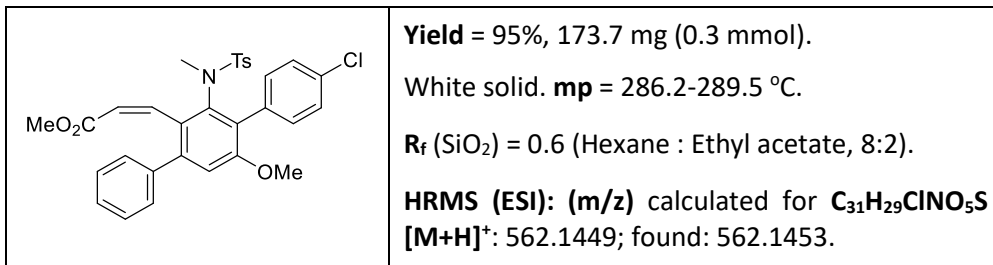 N
Ts
Cl
MeO₂C
OMe
Yield = 95%, 173.7 mg (0.3 mmol).
White solid. mp = 286.2-289.5 ºC.
Rf (SiO₂) = 0.6 (Hexane : Ethyl acetate, 8:2).
HRMS (ESI): (m/z) calculated for C₃₁H₂₉ClNO₅S
[M+H]⁺: 562.1449; found: 562.1453.